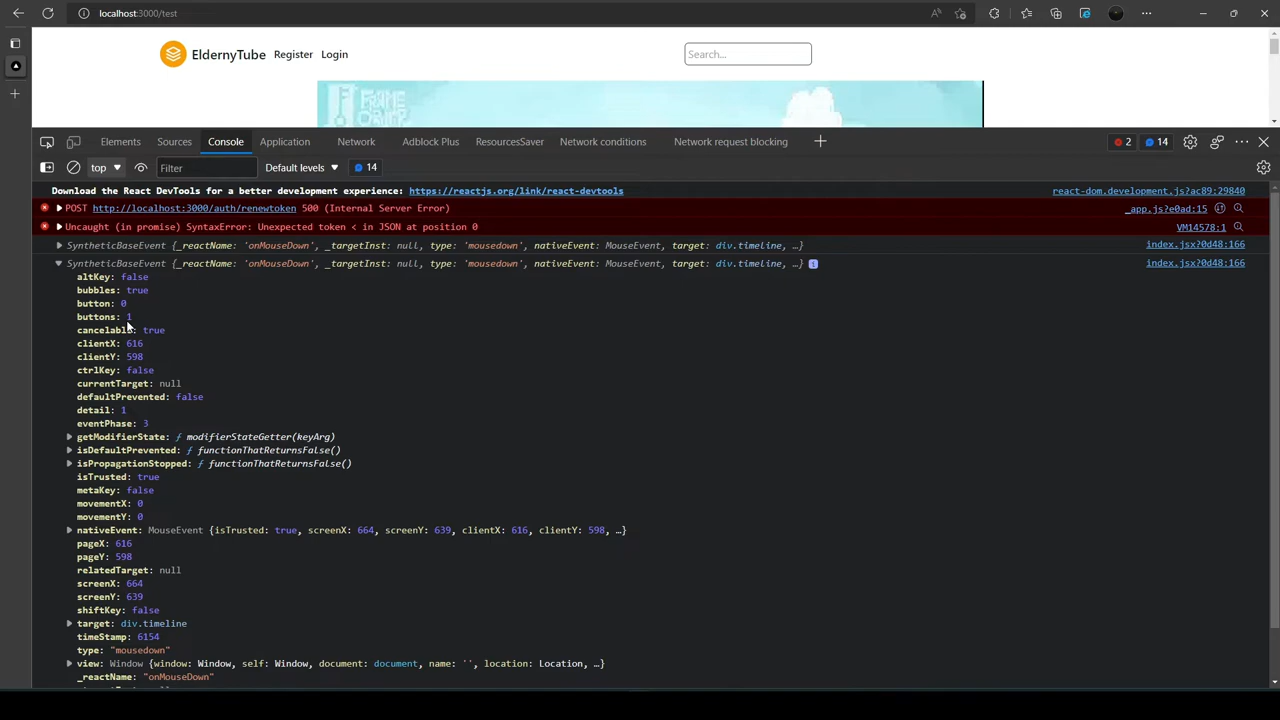 localhost:3000/test
EldernyTube Register Login Search...
FRAME
ORDER
Elements Sources Console Application Network Adblock Plus ResourcesSaver Network conditions Network request blocking 2 14
top Filter Default levels 14
Download the React DevTools for a better development experience: https://reactjs.org/link/react-devtools react-dom.development.js?ac89:29840
POST http://localhost:3000/auth/renewtoken 500 (Internal Server Error) _app.js?e0ad:15
Uncaught (in promise) SyntaxError: Unexpected token < in JSON at position 0 VM14578:1
SyntheticBaseEvent {_reactName: 'onMouseDown', _targetInst: null, type: 'mousedown', nativeEvent: MouseEvent, target: div.timeline, …} index.jsx?0d48:166
SyntheticBaseEvent {_reactName: 'onMouseDown', _targetInst: null, type: 'mousedown', nativeEvent: MouseEvent, target: div.timeline, …} i index.jsx?0d48:166
altKey: false
bubbles: true
button: 0
buttons: 1
cancelable: true
clientX: 616
clientY: 598
ctrlKey: false
currentTarget: null
defaultPrevented: false
detail: 1
eventPhase: 3
getModifierState: ƒ modifierStateGetter(keyArg)
isDefaultPrevented: ƒ functionThatReturnsFalse()
isPropagationStopped: ƒ functionThatReturnsFalse()
isTrusted: true
metaKey: false
movementX: 0
movementY: 0
nativeEvent: MouseEvent {isTrusted: true, screenX: 664, screenY: 639, clientX: 616, clientY: 598, …}
pageX: 616
pageY: 598
relatedTarget: null
screenX: 664
screenY: 639
shiftKey: false
target: div.timeline
timeStamp: 6154
type: "mousedown"
view: Window {window: Window, self: Window, document: document, name: '', location: Location, …}
_reactName: "onMouseDown"